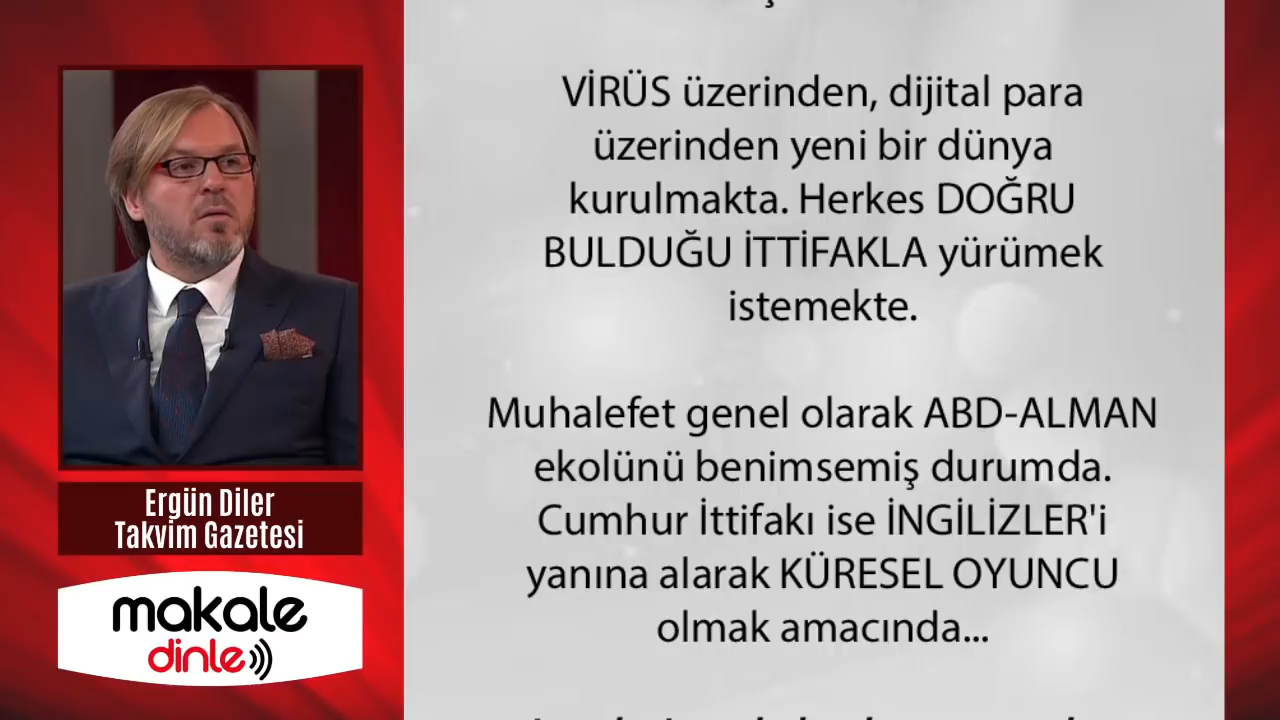 VİRÜS üzerinden, dijital para
üzerinden yeni bir dünya
kurulmakta. Herkes DOĞRU
BULDUĞU İTTİFAKLA yürümek
istemekte.
Muhalefet genel olarak ABD-ALMAN
ekolünü benimsemiş durumda.
Cumhur İttifakı ise İNGİLİZLER'i
yanına alarak KÜRESEL OYUNCU
olmak amacında...
Ergün Diler
Takvim Gazetesi
makale
dinle